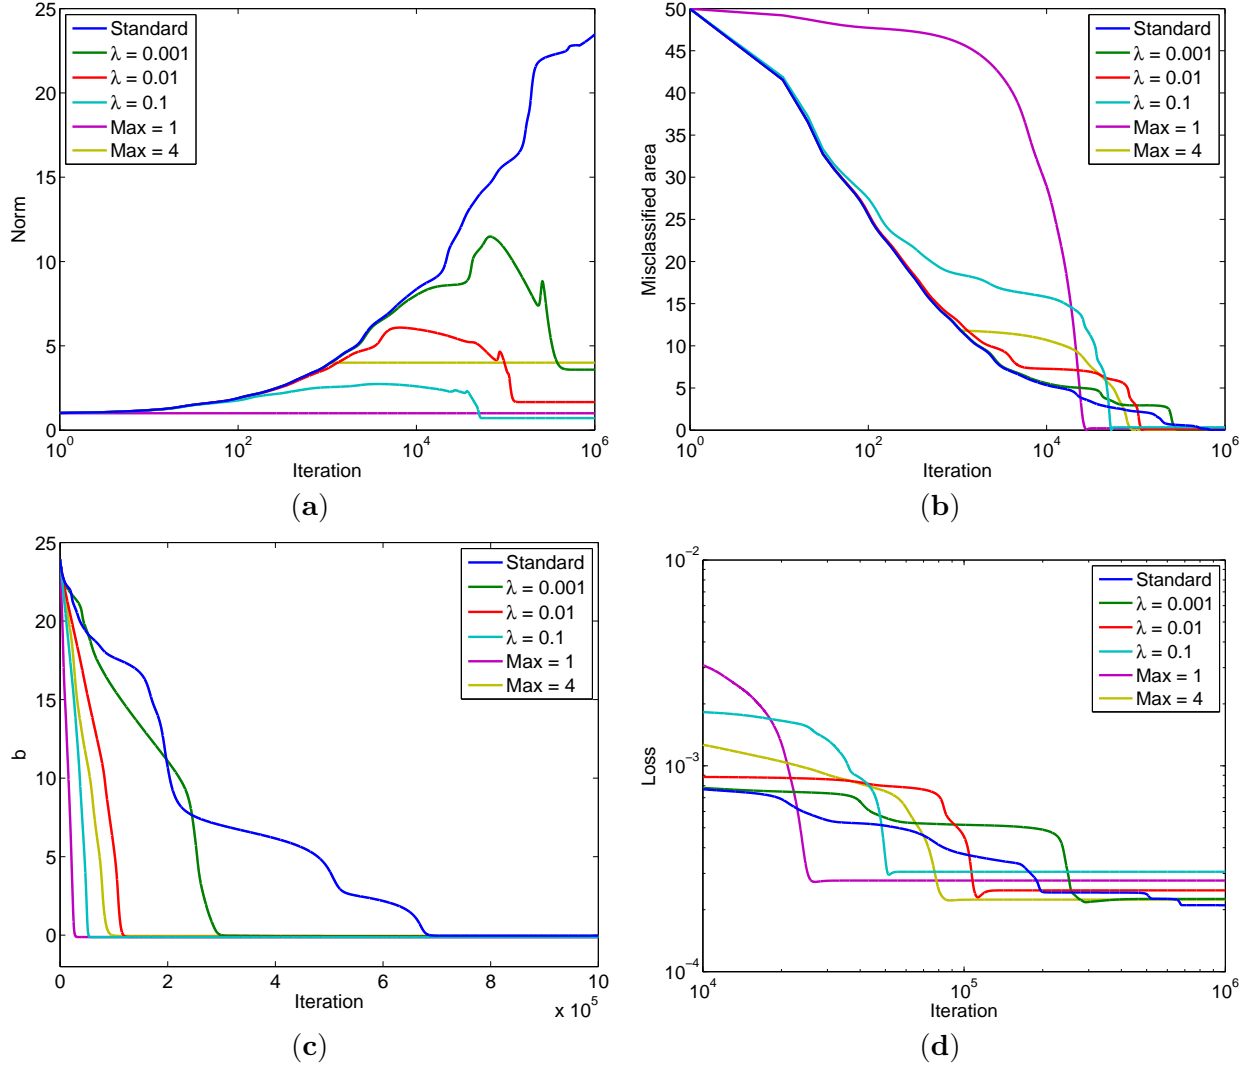 25
20
15
10
5
0
Norm
10^0
10^2
10^4
10^6
Iteration
Standard
λ = 0.001
λ = 0.01
λ = 0.1
Max = 1
Max = 4
(a)
50
45
40
35
30
25
20
15
10
5
0
Misclassified area
10^0
10^2
10^4
10^6
Iteration
Standard
λ = 0.001
λ = 0.01
λ = 0.1
Max = 1
Max = 4
(b)
25
20
15
10
5
0
b
0
2
4
6
8
10
Iteration
x 10^5
Standard
λ = 0.001
λ = 0.01
λ = 0.1
Max = 1
Max = 4
(c)
10^-2
10^-3
10^-4
Loss
10^4
10^5
10^6
Iteration
Standard
λ = 0.001
λ = 0.01
λ = 0.1
Max = 1
Max = 4
(d)